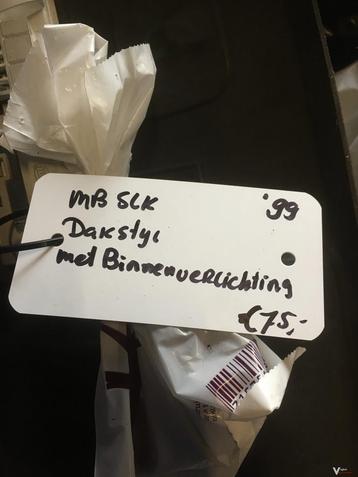 MB SLK '99
Dakstyl
met Binnenverlichting
€75,-